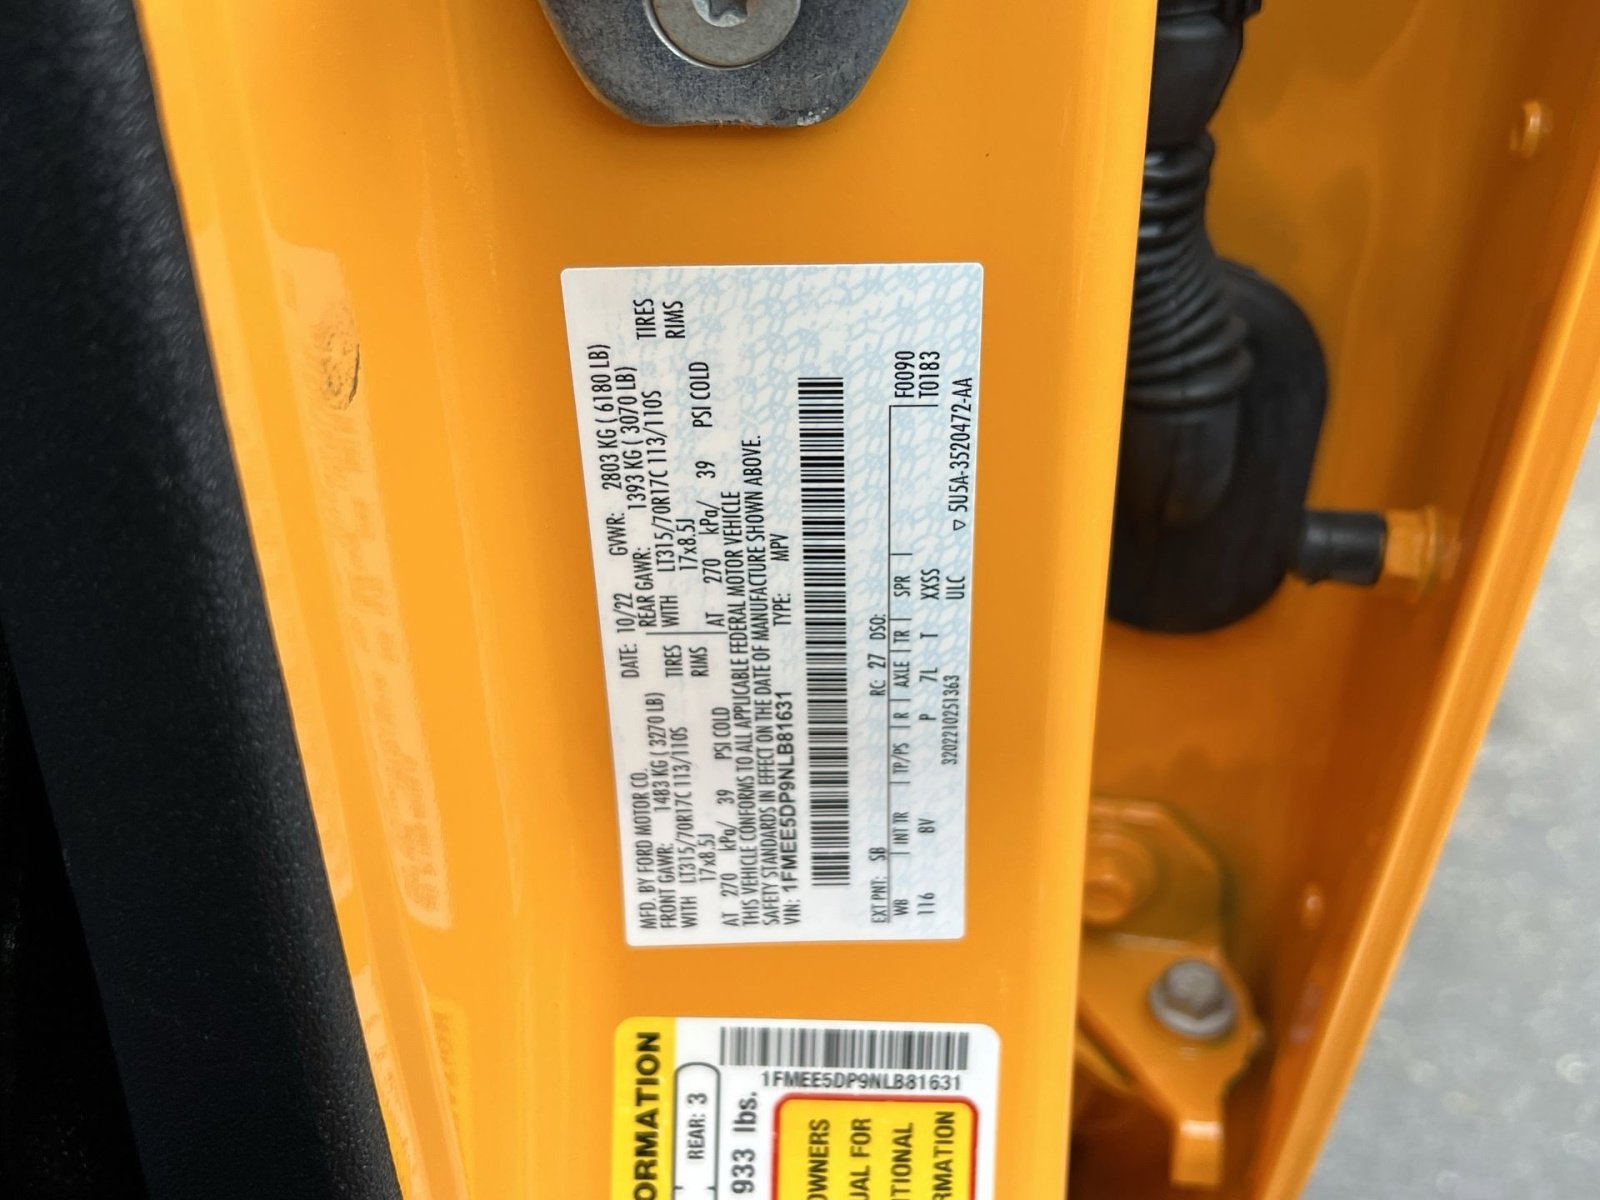 MFD. BY FORD MOTOR CO.
DATE: 10/22 GVWR: 2803 KG ( 6180 LB)
FRONT GAWR: 1483 KG ( 3270 LB)
REAR GAWR: 1393 KG ( 3070 LB)
WITH LT315/70R17C 113/110S TIRES
WITH LT315/70R17C 113/110S TIRES
17x8.5J RIMS
17x8.5J RIMS
AT 270 kPa/ 39 PSI COLD
AT 270 kPa/ 39 PSI COLD
THIS VEHICLE CONFORMS TO ALL APPLICABLE FEDERAL MOTOR VEHICLE
SAFETY STANDARDS IN EFFECT ON THE DATE OF MANUFACTURE SHOWN ABOVE.
VIN: 1FMEE5DP9NLB81631 TYPE: MPV
EXT PNT: SB RC: 27 DSO:
WB INT TR TP/PS R AXLE TR SPR F0090
116 8V P 7L T XXSS T0183
3202210251363 ULC ▽ 5U5A-3520472-AA
ORMATION
REAR: 3
933 lbs.
1FMEE5DP9NLB81631
OWNERS
UAL FOR
ITIONAL
RMATION